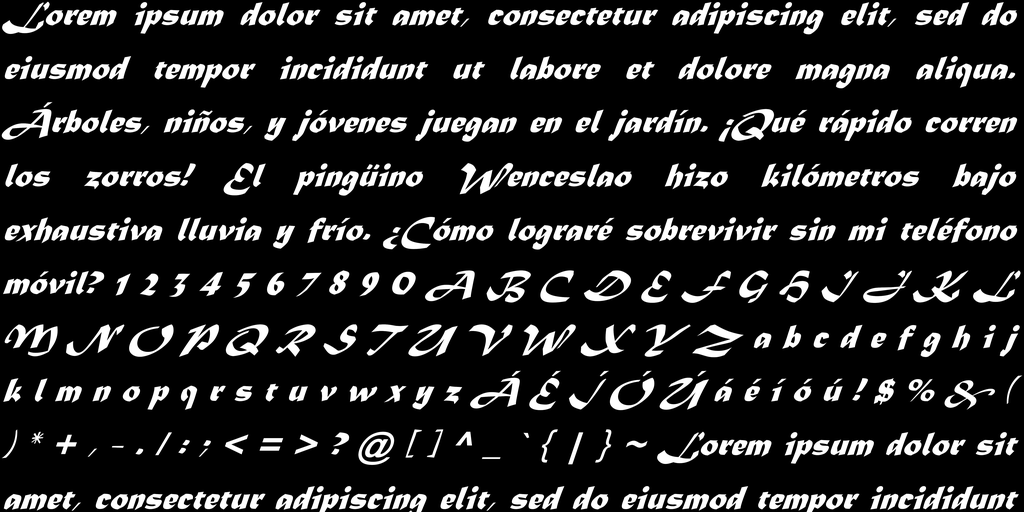 Lorem ipsum dolor sit amet, consectetur adipiscing elit, sed do
eiusmod tempor incididunt ut labore et dolore magna aliqua.
Árboles, niños, y jóvenes juegan en el jardín. ¡Qué rápido corren
los zorros! El pingüino Wenceslao hizo kilómetros bajo
exhaustiva lluvia y frío. ¿Cómo lograré sobrevivir sin mi teléfono
móvil? 1 2 3 4 5 6 7 8 9 0 A B C D E F G H I J K L
M N O P Q R S T U V W X Y Z a b c d e f g h i j
k l m n o p q r s t u v w x y z Á É Í Ó Ú á é í ó ú ! $ % & (
) * + , - . / : ; < = > ? @ [ ] ^ _ ` { | } ~ Lorem ipsum dolor sit
amet, consectetur adipiscing elit, sed do eiusmod tempor incididunt